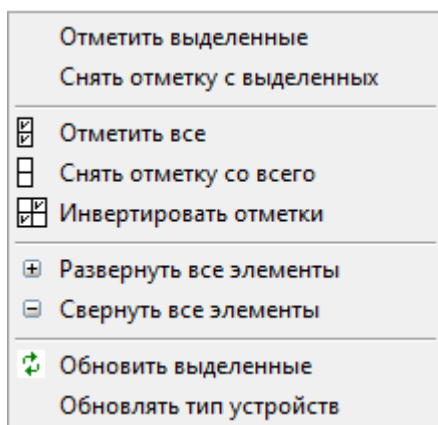 Отметить выделенные
Снять отметку с выделенных
Отметить все
Снять отметку со всего
Инвертировать отметки
Развернуть все элементы
Свернуть все элементы
Обновить выделенные
Обновлять тип устройств